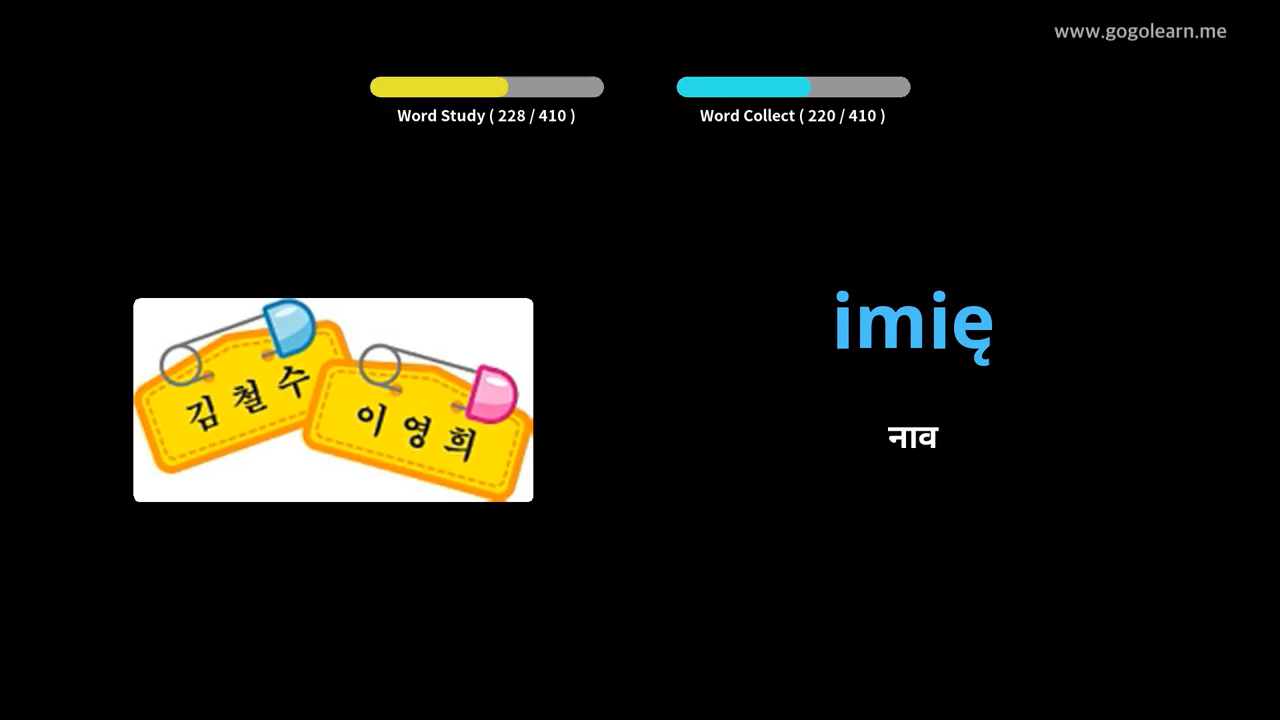 www.gogolearn.me
Word Study ( 228 / 410 )
Word Collect ( 220 / 410 )
김철수
이영희
imię
नाव